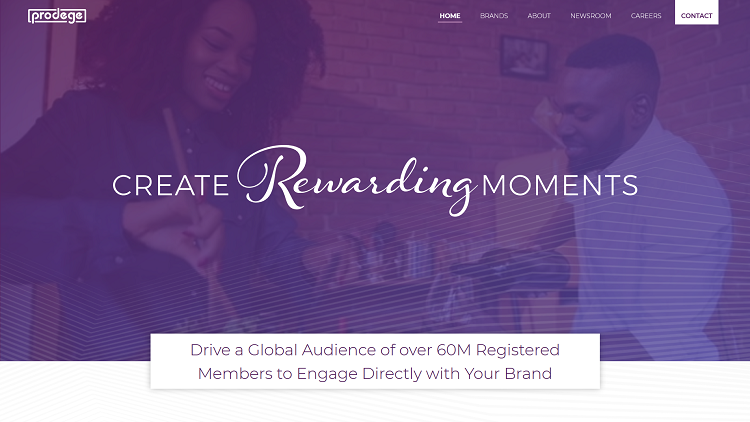 prodege
HOME BRANDS ABOUT NEWSROOM CAREERS CONTACT
CREATE Rewarding MOMENTS
Drive a Global Audience of over 60M Registered
Members to Engage Directly with Your Brand